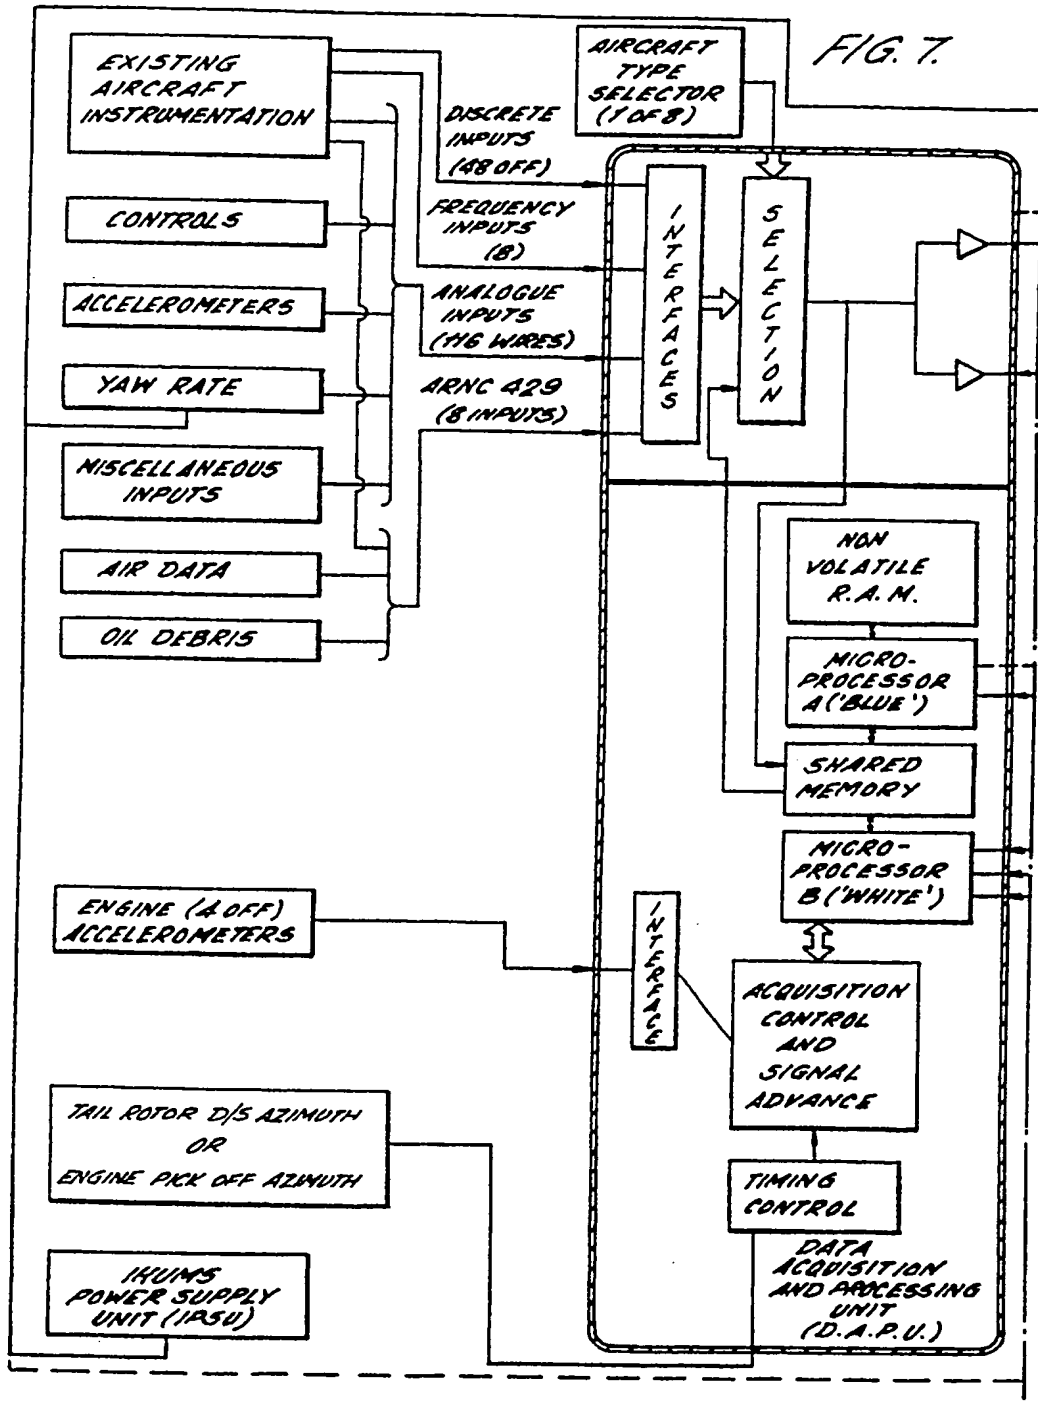 FIG. 7.
EXISTING
AIRCRAFT
INSTRUMENTATION
CONTROLS
ACCELEROMETERS
YAW RATE
MISCELLANEOUS
INPUTS
AIR DATA
OIL DEBRIS
DISCRETE
INPUTS
(48 OFF)
FREQUENCY
INPUTS
(8)
ANALOGUE
INPUTS
(116 WIRES)
ARNC 429
(8 INPUTS)
AIRCRAFT
TYPE
SELECTOR
(1 OF 8)
INTERFACES
SELECTION
NON
VOLATILE
R.A.M.
MICRO-
PROCESSOR
A ('BLUE')
SHARED
MEMORY
MICRO-
PROCESSOR
B ('WHITE')
ENGINE (4 OFF)
ACCELEROMETERS
INTERFACE
ACQUISITION
CONTROL
AND
SIGNAL
ADVANCE
TAIL ROTOR D/S AZIMUTH
OR
ENGINE PICK OFF AZIMUTH
TIMING
CONTROL
IHUMS
POWER SUPPLY
UNIT (IPSU)
DATA
ACQUISITION
AND PROCESSING
UNIT
(D.A.P.U.)